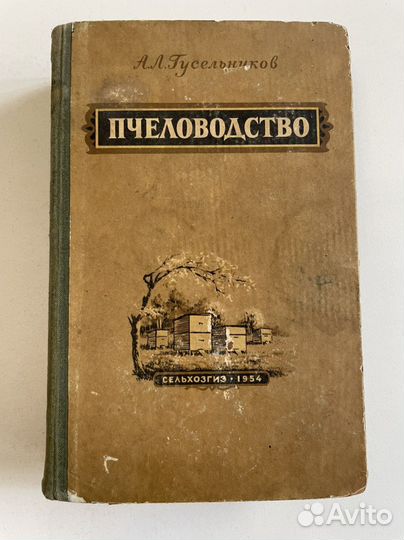 А.Л.Гусельников
ПЧЕЛОВОДСТВО
СЕЛЬХОЗГИЗ • 1954
Avito